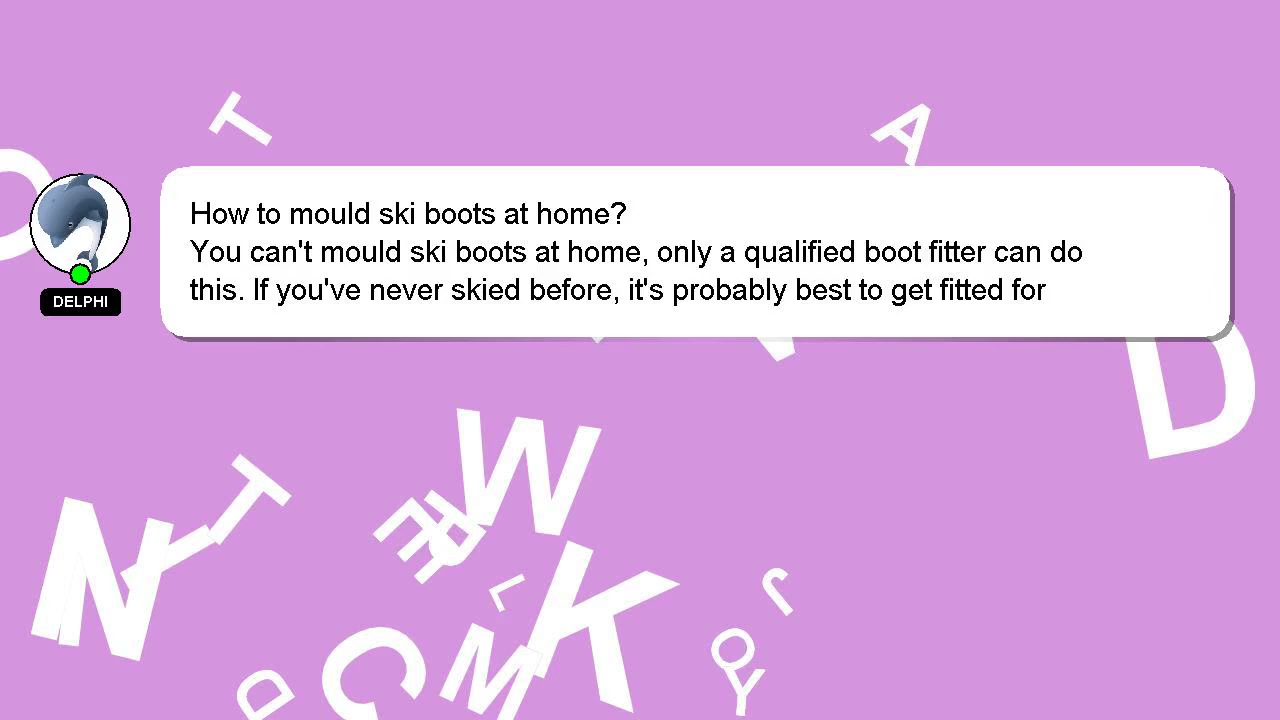 T
A
How to mould ski boots at home?
You can't mould ski boots at home, only a qualified boot fitter can do
this. If you've never skied before, it's probably best to get fitted for
DELPHI
D
W
T
N
E
R
L
K
J
M
C
O
Y
D